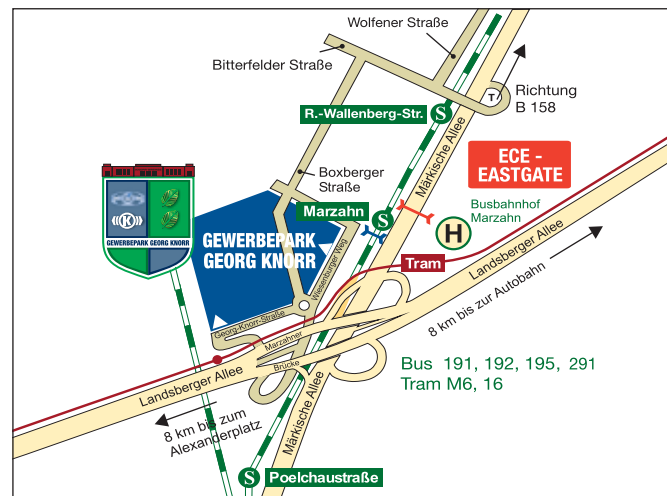 Wolfener Straße
Bitterfelder Straße
T
Richtung
B 158
R.-Wallenberg-Str.
S
Märkische Allee
ECE -
EASTGATE
Boxberger
Straße
Marzahn
S
Busbahnhof
Marzahn
H
K
GEWERBEPARK GEORG KNORR
GEWERBEPARK
GEORG KNORR
Wiesenburger Weg
Tram
Landsberger Allee
8 km bis zur Autobahn
Georg-Knorr-Straße
Marzahner
Brücke
Bus 191, 192, 195, 291
Tram M6, 16
Landsberger Allee
8 km bis zum
Alexanderplatz
Märkische Allee
S
Poelchaustraße